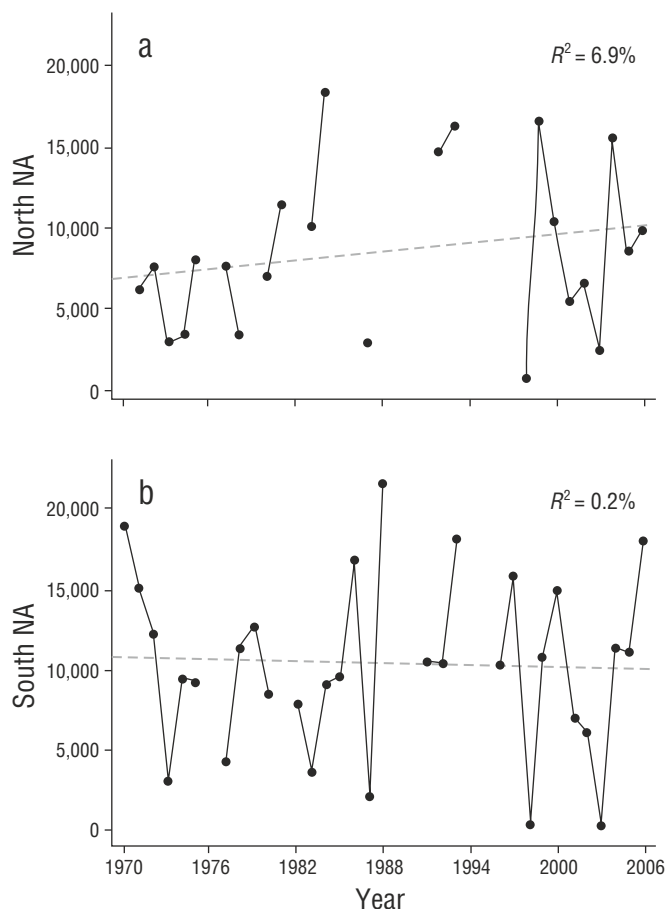 a
R² = 6.9%
20,000
15,000
10,000
5,000
0
North NA
b
R² = 0.2%
20,000
15,000
10,000
5,000
0
South NA
1970 1976 1982 1988 1994 2000 2006
Year